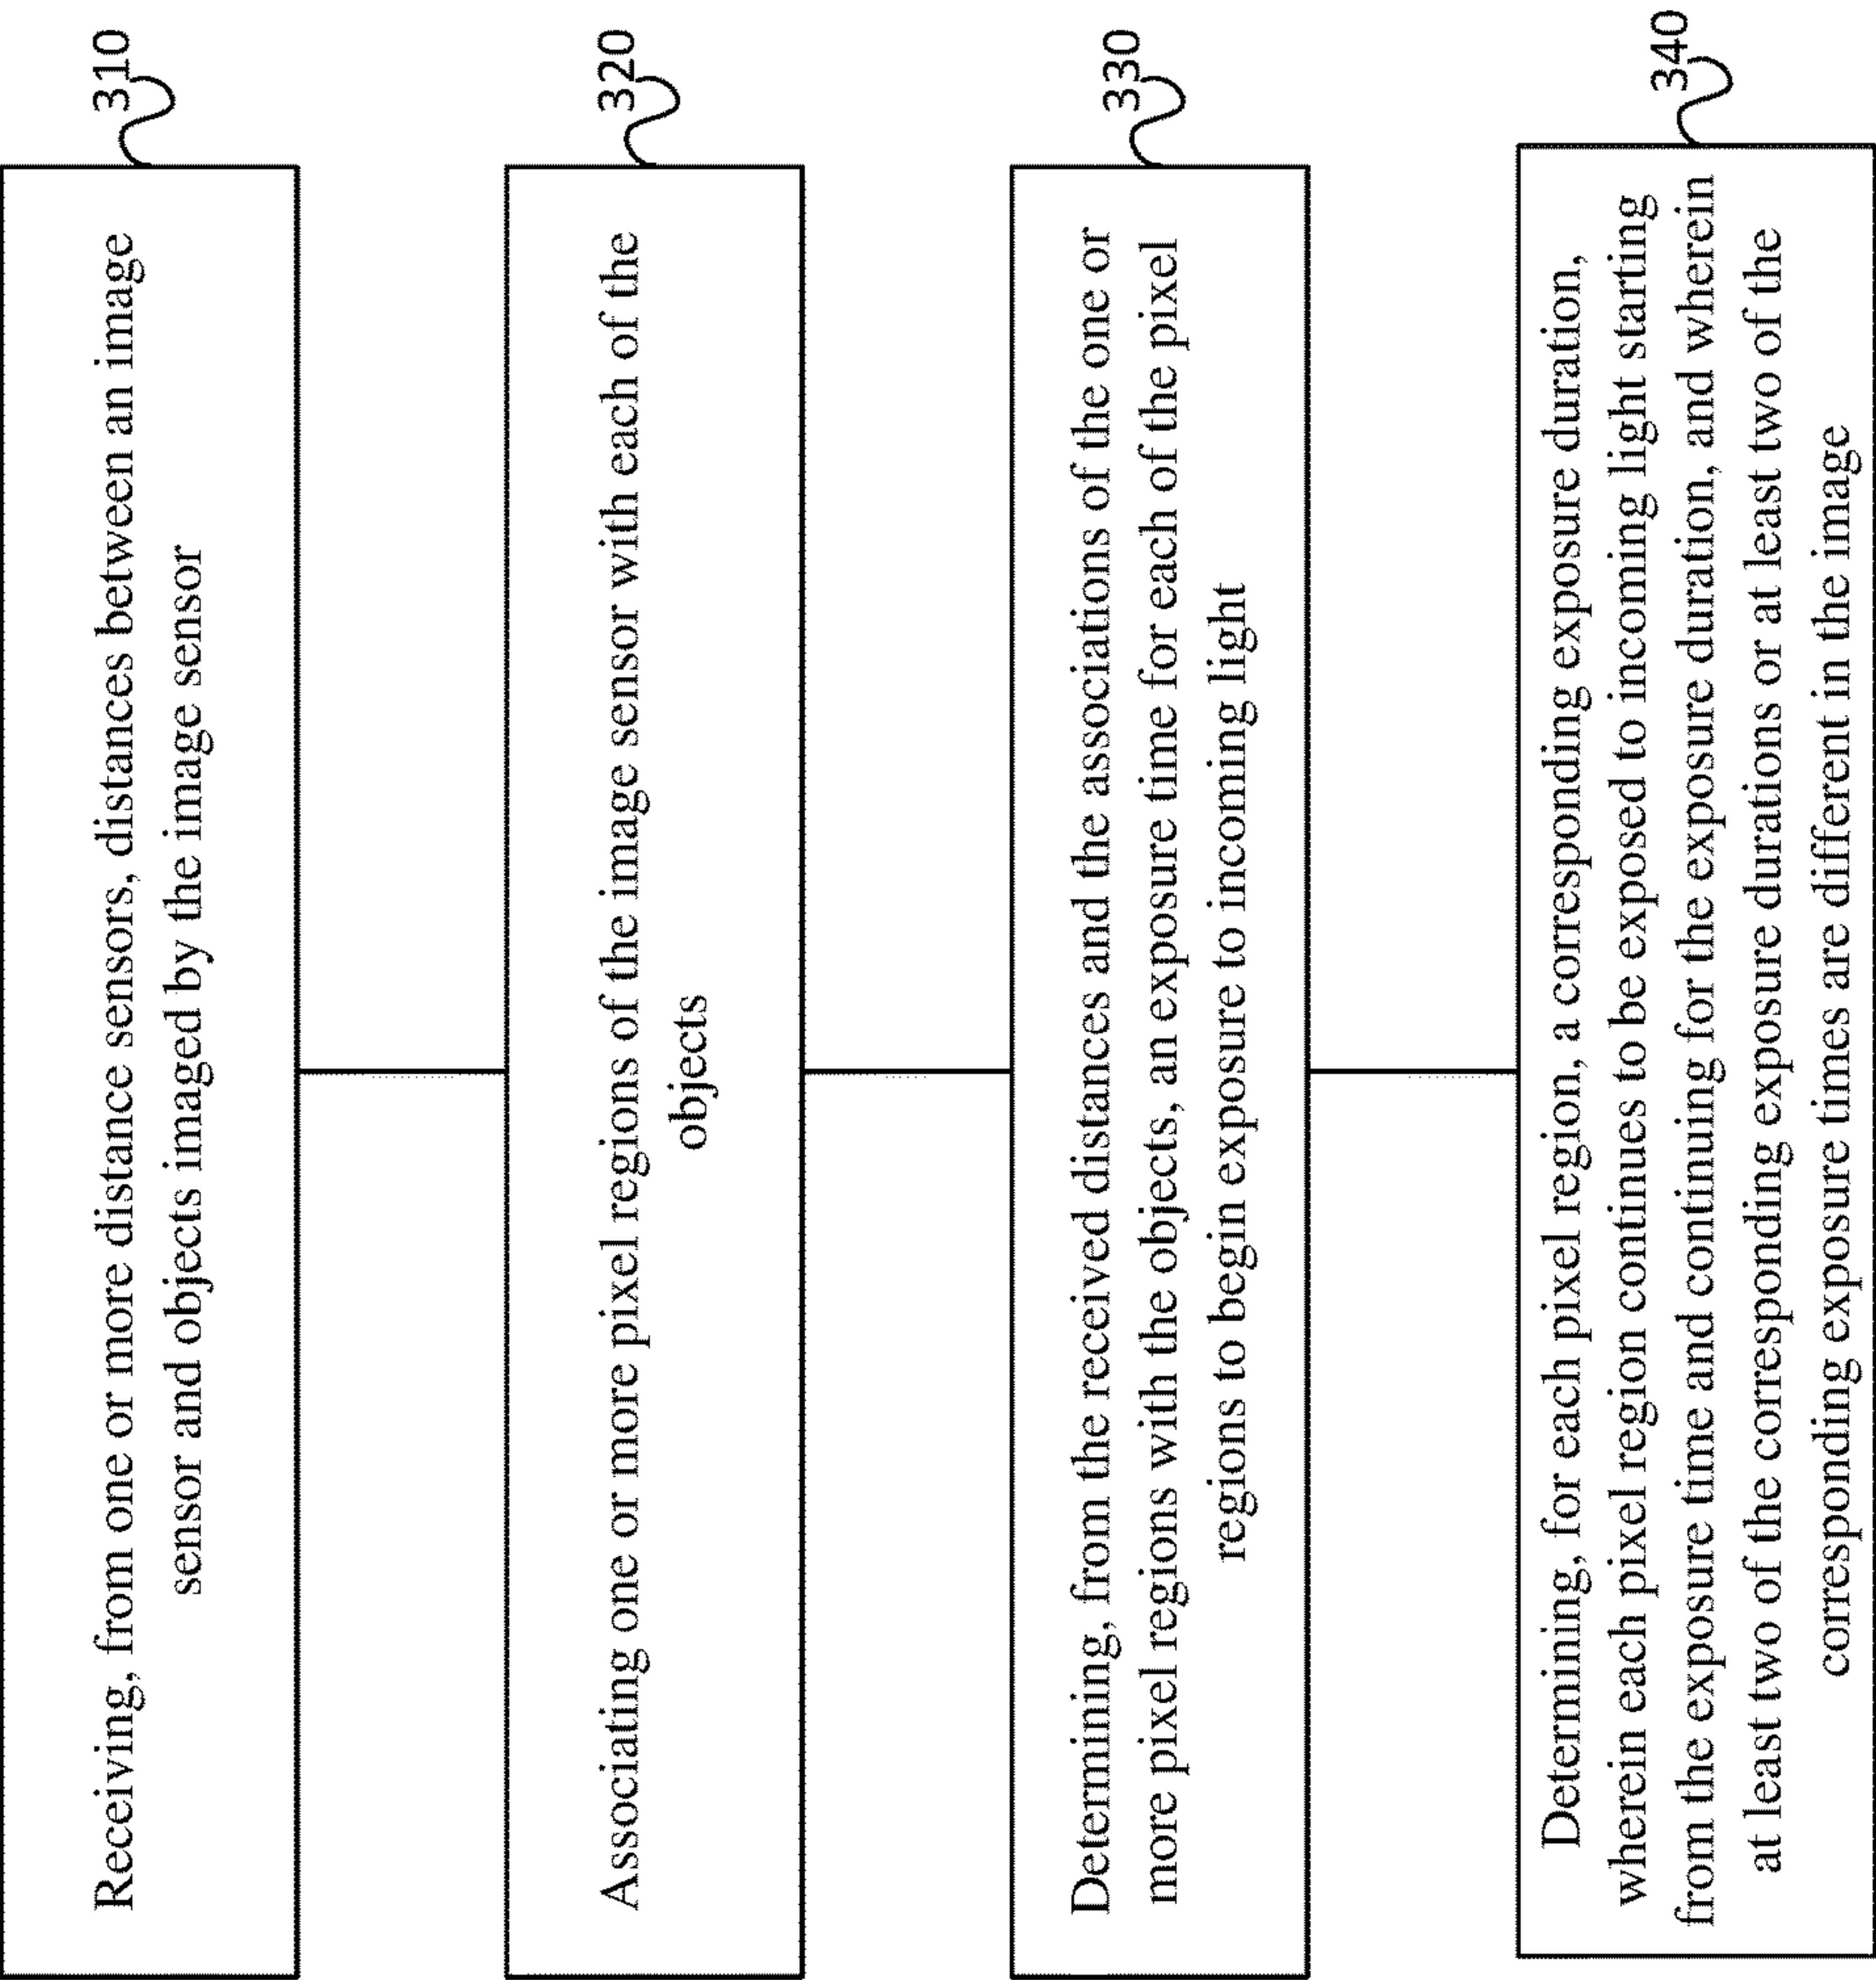 310
Receiving, from one or more distance sensors, distances between an image
sensor and objects imaged by the image sensor
320
Associating one or more pixel regions of the image sensor with each of the
objects
330
Determining, from the received distances and the associations of the one or
more pixel regions with the objects, an exposure time for each of the pixel
regions to begin exposure to incoming light
340
Determining, for each pixel region, a corresponding exposure duration,
wherein each pixel region continues to be exposed to incoming light starting
from the exposure time and continuing for the exposure duration, and wherein
at least two of the corresponding exposure durations or at least two of the
corresponding exposure times are different in the image